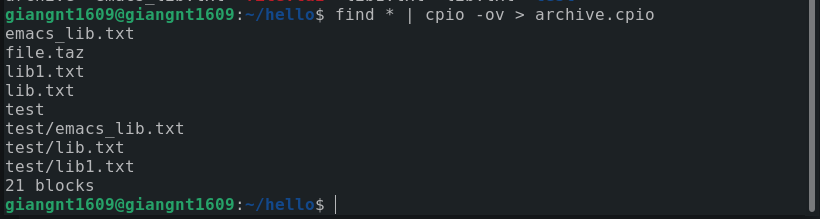 giangnt1609@giangnt1609:~/hello$ find * | cpio -ov > archive.cpio
emacs_lib.txt
file.taz
lib1.txt
lib.txt
test
test/emacs_lib.txt
test/lib.txt
test/lib1.txt
21 blocks
giangnt1609@giangnt1609:~/hello$